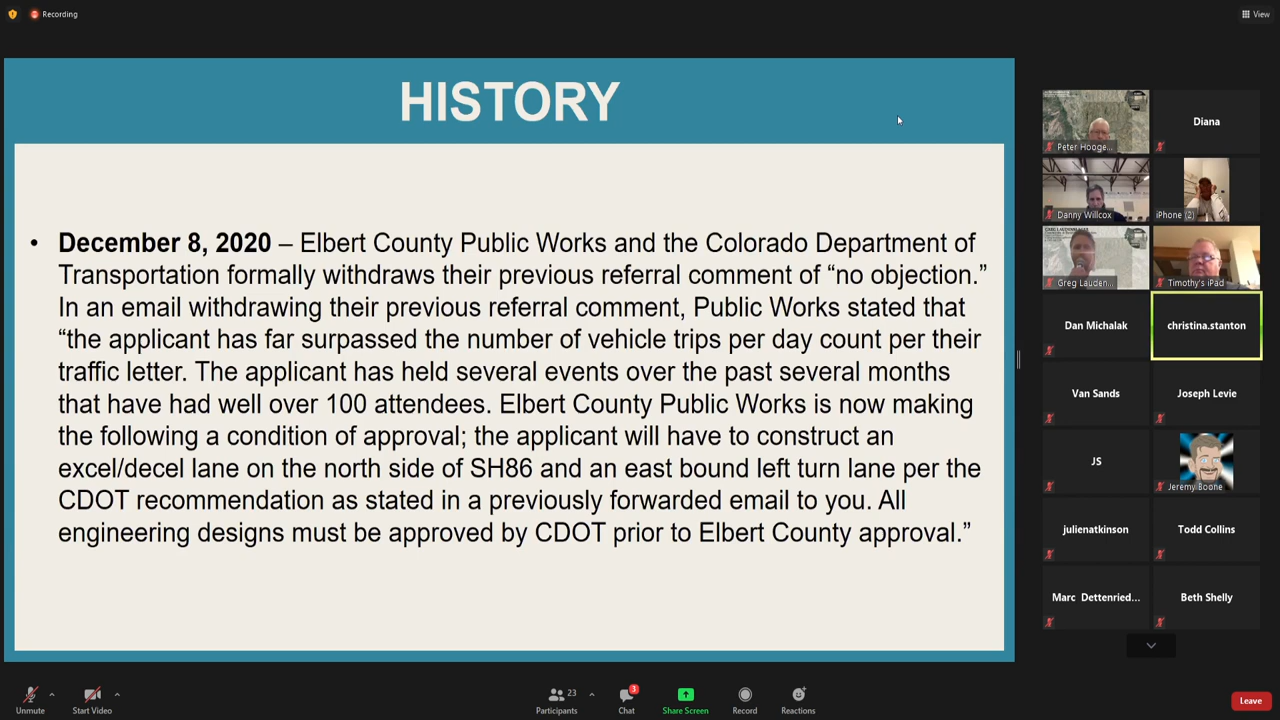 Recording
View
HISTORY
• December 8, 2020 – Elbert County Public Works and the Colorado Department of
Transportation formally withdraws their previous referral comment of “no objection.”
In an email withdrawing their previous referral comment, Public Works stated that
“the applicant has far surpassed the number of vehicle trips per day count per their
traffic letter. The applicant has held several events over the past several months
that have had well over 100 attendees. Elbert County Public Works is now making
the following a condition of approval; the applicant will have to construct an
excel/decel lane on the north side of SH86 and an east bound left turn lane per the
CDOT recommendation as stated in a previously forwarded email to you. All
engineering designs must be approved by CDOT prior to Elbert County approval.”
Peter Hooge...
Diana
Danny Willcox
iPhone (2)
Greg Lauden...
Timothy's iPad
Dan Michalak
christina.stanton
Van Sands
Joseph Levie
JS
Jeremy Boone
julienatkinson
Todd Collins
Marc Dettenried...
Beth Shelly
Unmute
Start Video
Participants
23
Chat
3
Share Screen
Record
Reactions
Leave